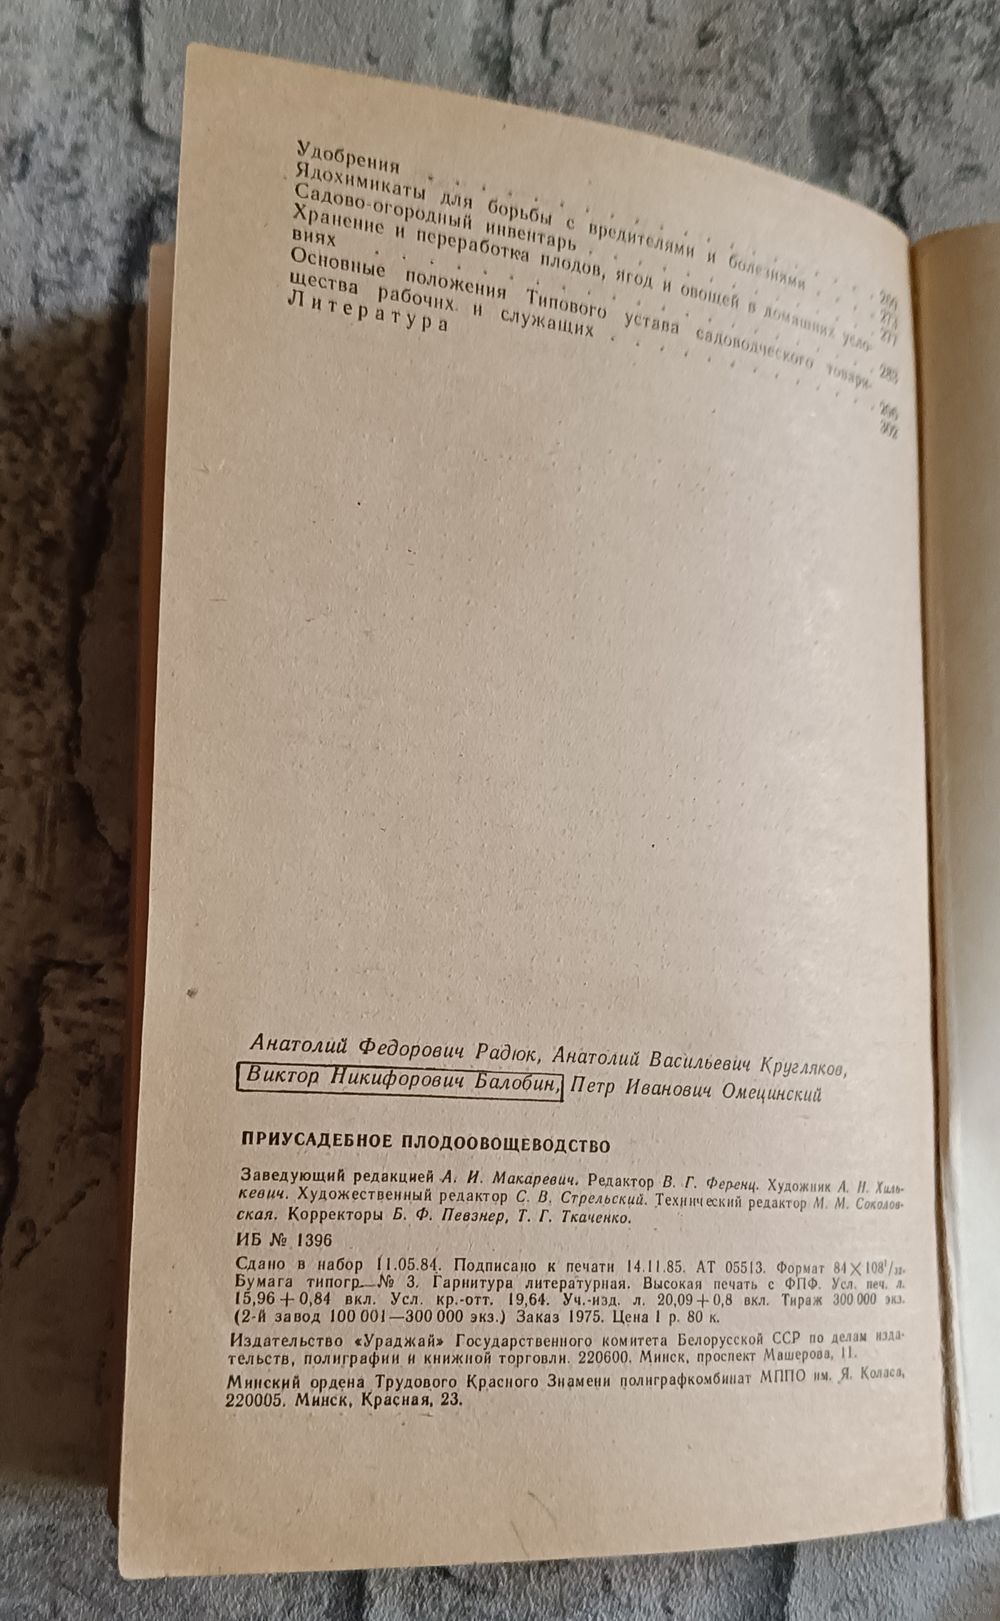 Удобрения . . . . . . . . . . . . 266
Ядохимикаты для борьбы с вредителями и болезнями . . . 273
Садово-огородный инвентарь . . . . . . . . . 277
Хранение и переработка плодов, ягод и овощей в домашних усло-
виях . . . . . . . . . . . . . 283
Основные положения Типового устава садоводческого товари-
щества рабочих и служащих . . . . . . . . .
Литература 302
Анатолий Федорович Радюк, Анатолий Васильевич Кругляков,
Виктор Никифорович Балобин, Петр Иванович Омецинский
ПРИУСАДЕБНОЕ ПЛОДООВОЩЕВОДСТВО
Заведующий редакцией А. И. Макаревич. Редактор В. Г. Ференц. Художник А. Н. Хиль-
кевич. Художественный редактор С. В. Стрельский. Технический редактор М. М. Соколов-
ская. Корректоры Б. Ф. Певзнер, Т. Г. Ткаченко.
ИБ № 1396
Сдано в набор 11.05.84. Подписано к печати 14.11.85. АТ 05513. Формат 84×108¹/₃₂.
Бумага типогр. № 3. Гарнитура литературная. Высокая печать с ФПФ. Усл. печ. л.
15,96+0,84 вкл. Усл. кр.-отт. 19,64. Уч.-изд. л. 20,09+0,8 вкл. Тираж 300 000 экз.
(2-й завод 100 001—300 000 экз.) Заказ 1975. Цена 1 р. 80 к.
Издательство «Ураджай» Государственного комитета Белорусской ССР по делам изда-
тельств, полиграфии и книжной торговли. 220600. Минск, проспект Машерова, 11.
Минский ордена Трудового Красного Знамени полиграфкомбинат МППО им. Я. Коласа,
220005. Минск, Красная, 23.